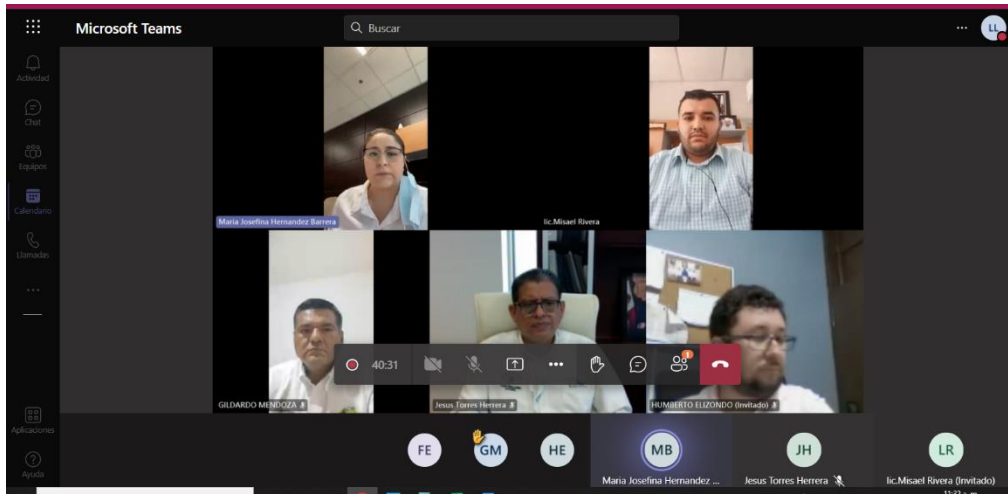 Microsoft Teams
Buscar
LL
Actividad
Chat
Equipos
Calendario
Llamadas
Aplicaciones
Ayuda
Maria Josefina Hernandez Barrera
lic.Misael Rivera
GILDARDO MENDOZA
Jesus Torres Herrera
HUMBERTO ELIZONDO (Invitado)
40:31
1
FE
GM
HE
MB
JH
LR
Maria Josefina Hernandez ...
Jesus Torres Herrera
lic.Misael Rivera (Invitado)